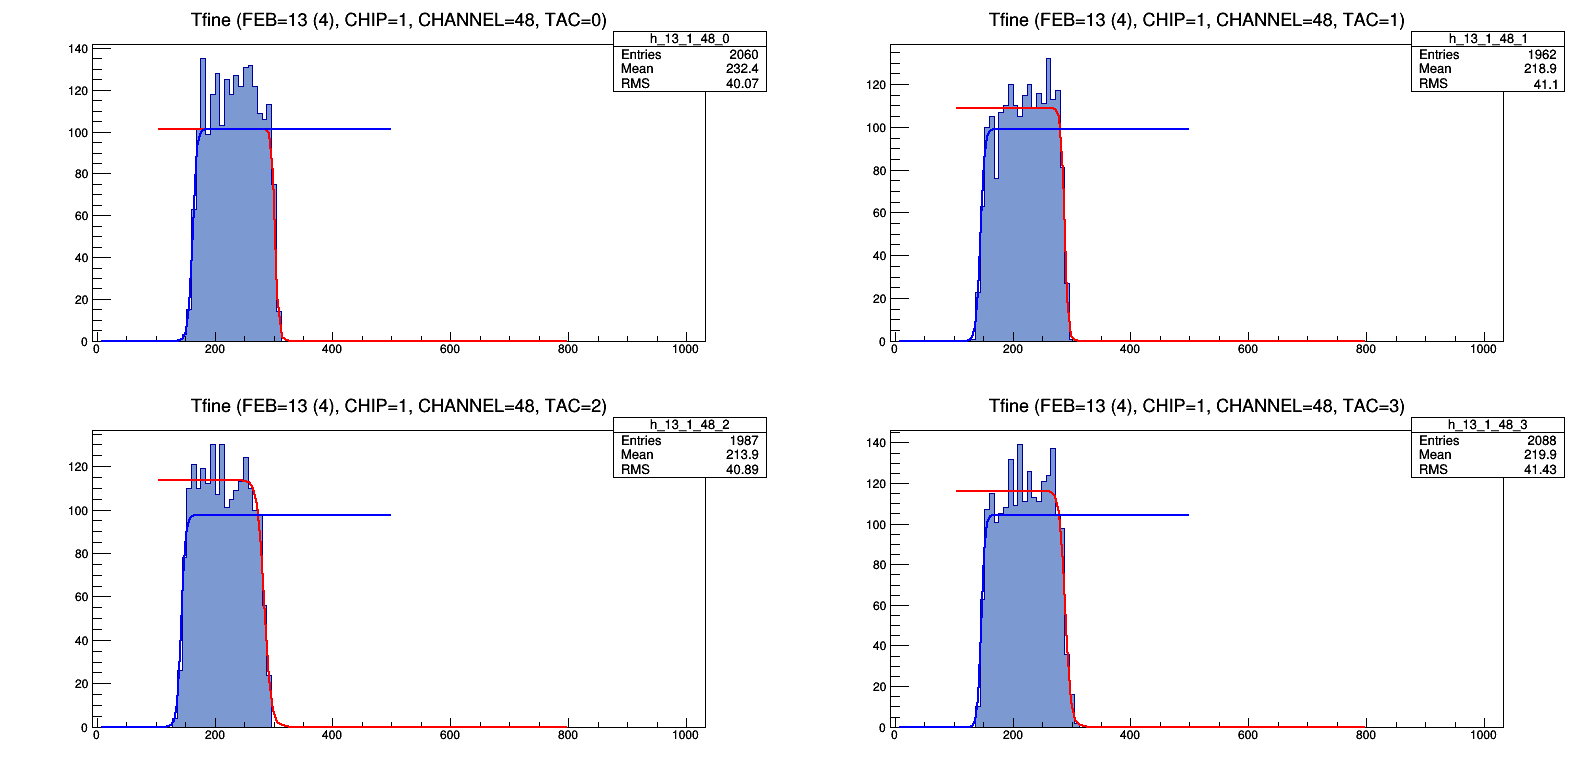 Tfine (FEB=13 (4), CHIP=1, CHANNEL=48, TAC=0)
h_13_1_48_0
Entries 2060
Mean 232.4
RMS 40.07
140
120
100
80
60
40
20
0
0 200 400 600 800 1000
Tfine (FEB=13 (4), CHIP=1, CHANNEL=48, TAC=1)
h_13_1_48_1
Entries 1962
Mean 218.9
RMS 41.1
120
100
80
60
40
20
0
0 200 400 600 800 1000
Tfine (FEB=13 (4), CHIP=1, CHANNEL=48, TAC=2)
h_13_1_48_2
Entries 1987
Mean 213.9
RMS 40.89
120
100
80
60
40
20
0
0 200 400 600 800 1000
Tfine (FEB=13 (4), CHIP=1, CHANNEL=48, TAC=3)
h_13_1_48_3
Entries 2088
Mean 219.9
RMS 41.43
140
120
100
80
60
40
20
0
0 200 400 600 800 1000